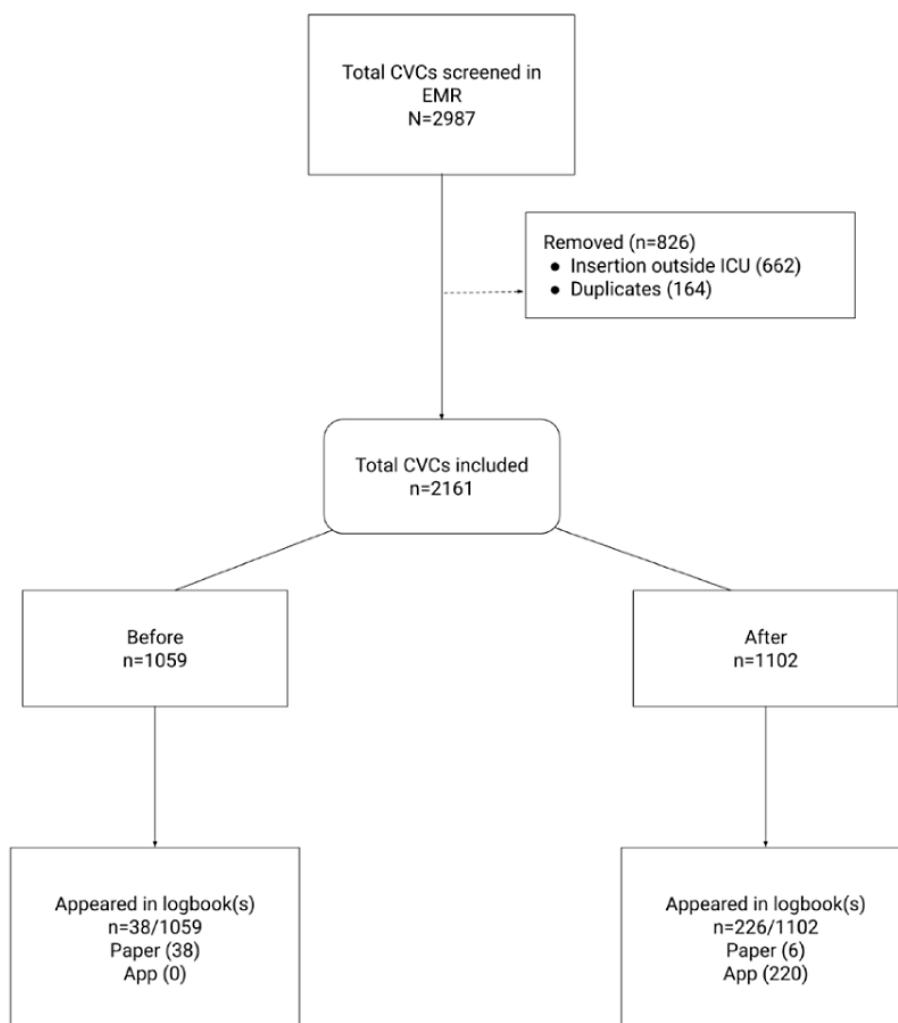 Total CVCs screened in
EMR
N=2987
Removed (n=826)
● Insertion outside ICU (662)
● Duplicates (164)
Total CVCs included
n=2161
Before
n=1059
After
n=1102
Appeared in logbook(s)
n=38/1059
Paper (38)
App (0)
Appeared in logbook(s)
n=226/1102
Paper (6)
App (220)